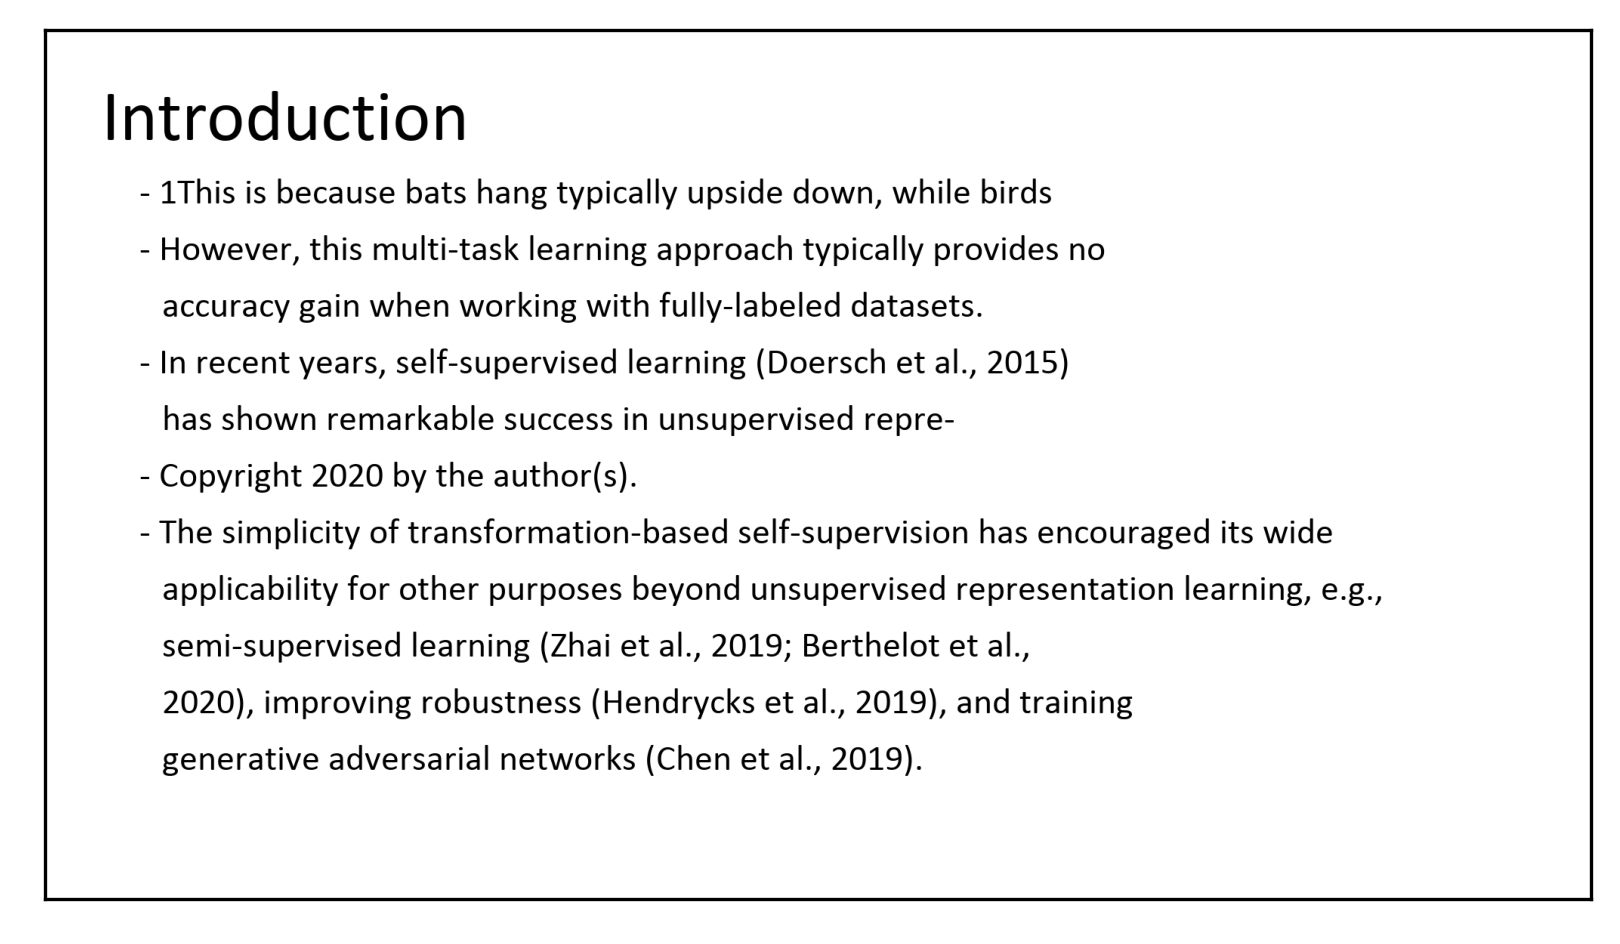 Introduction
- 1This is because bats hang typically upside down, while birds
- However, this multi-task learning approach typically provides no
accuracy gain when working with fully-labeled datasets.
- In recent years, self-supervised learning (Doersch et al., 2015)
has shown remarkable success in unsupervised repre-
- Copyright 2020 by the author(s).
- The simplicity of transformation-based self-supervision has encouraged its wide
applicability for other purposes beyond unsupervised representation learning, e.g.,
semi-supervised learning (Zhai et al., 2019; Berthelot et al.,
2020), improving robustness (Hendrycks et al., 2019), and training
generative adversarial networks (Chen et al., 2019).